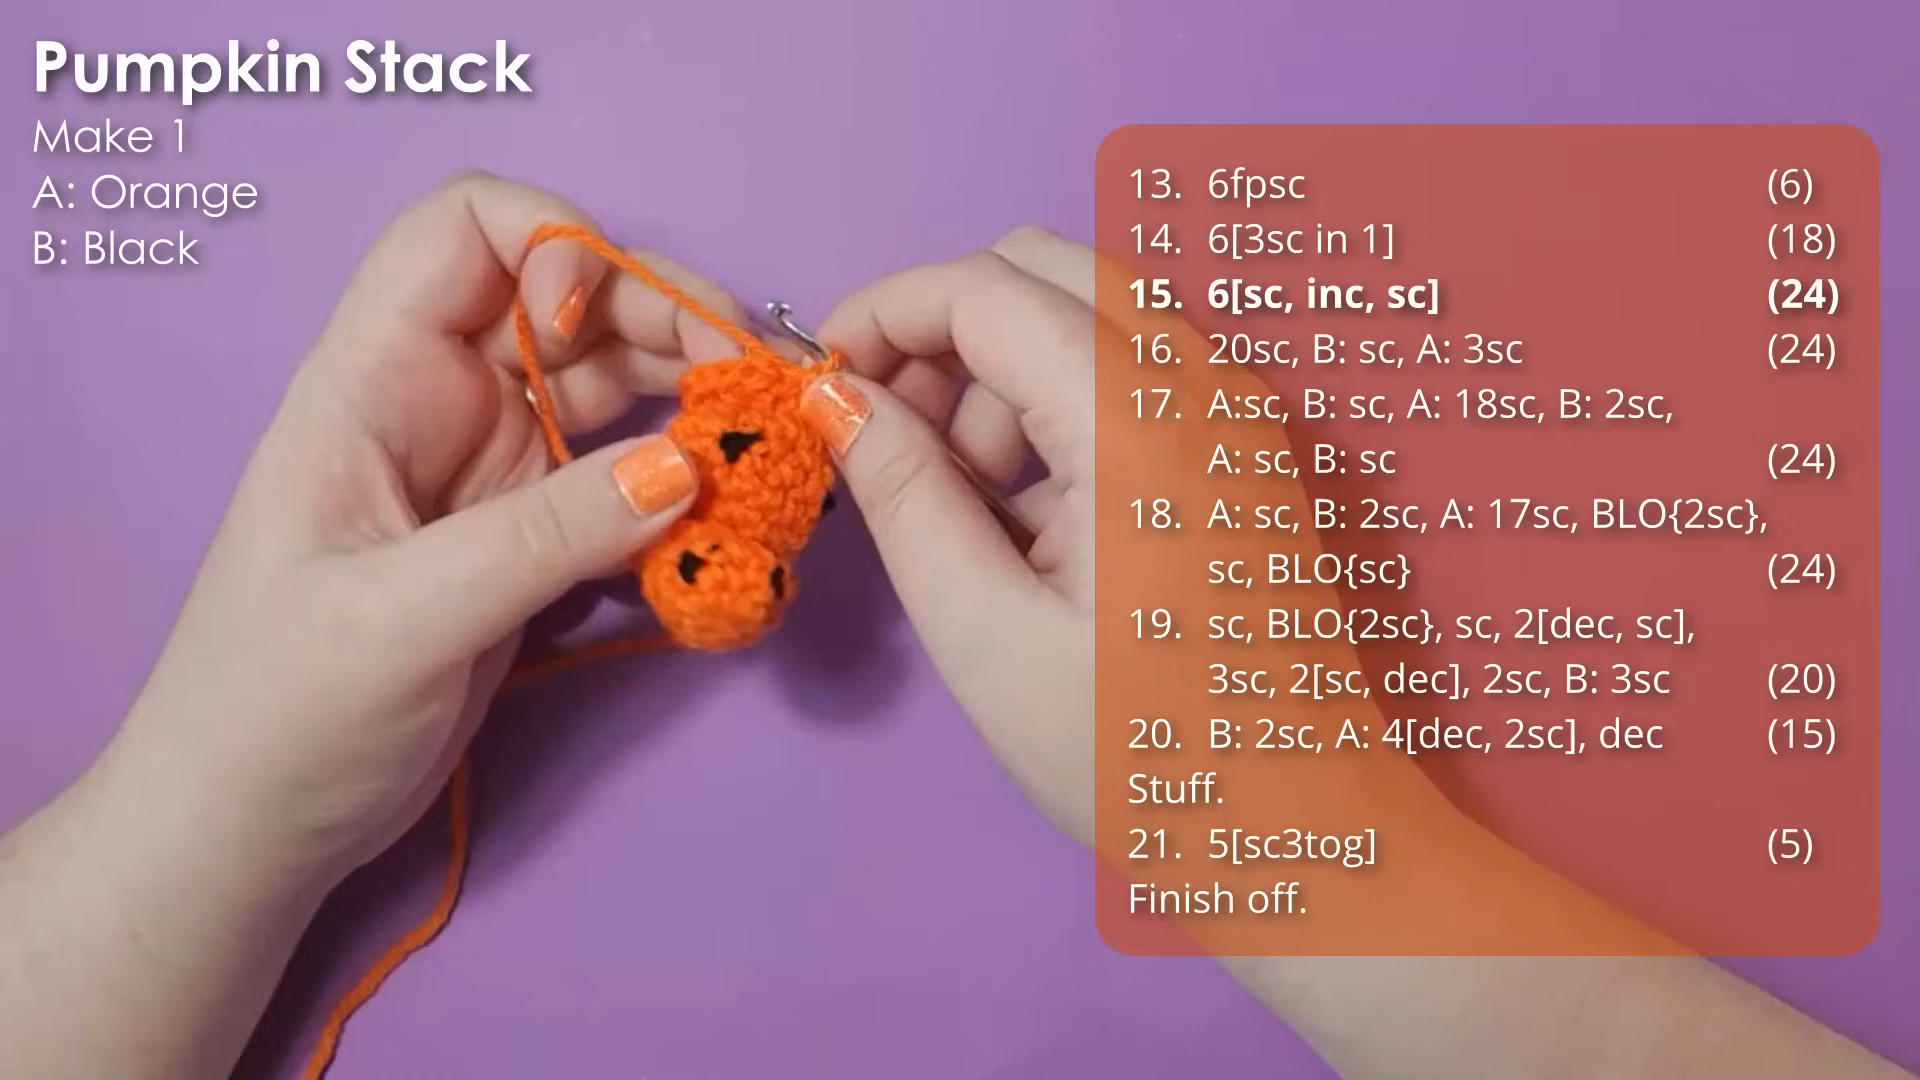 Pumpkin Stack
Make 1
A: Orange
B: Black
13. 6fpsc (6)
14. 6[3sc in 1] (18)
15. 6[sc, inc, sc] (24)
16. 20sc, B: sc, A: 3sc (24)
17. A:sc, B: sc, A: 18sc, B: 2sc,
A: sc, B: sc (24)
18. A: sc, B: 2sc, A: 17sc, BLO{2sc},
sc, BLO{sc} (24)
19. sc, BLO{2sc}, sc, 2[dec, sc],
3sc, 2[sc, dec], 2sc, B: 3sc (20)
20. B: 2sc, A: 4[dec, 2sc], dec (15)
Stuff.
21. 5[sc3tog] (5)
Finish off.